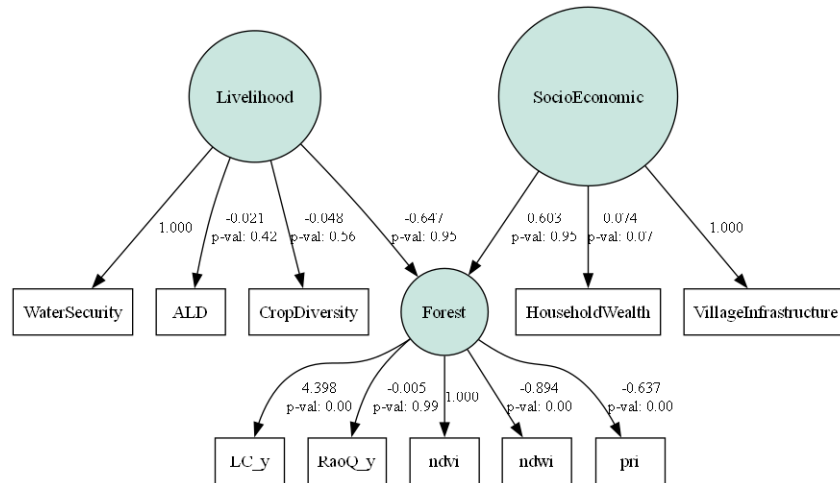 Livelihood
SocioEconomic
1.000
-0.021
p-val: 0.42
-0.048
p-val: 0.56
-0.647
p-val: 0.95
0.603
p-val: 0.95
0.074
p-val: 0.07
1.000
WaterSecurity
ALD
CropDiversity
Forest
HouseholdWealth
VillageInfrastructure
4.398
p-val: 0.00
-0.005
p-val: 0.99
1.000
-0.894
p-val: 0.00
-0.637
p-val: 0.00
LC_y
RaoQ_y
ndvi
ndwi
pri